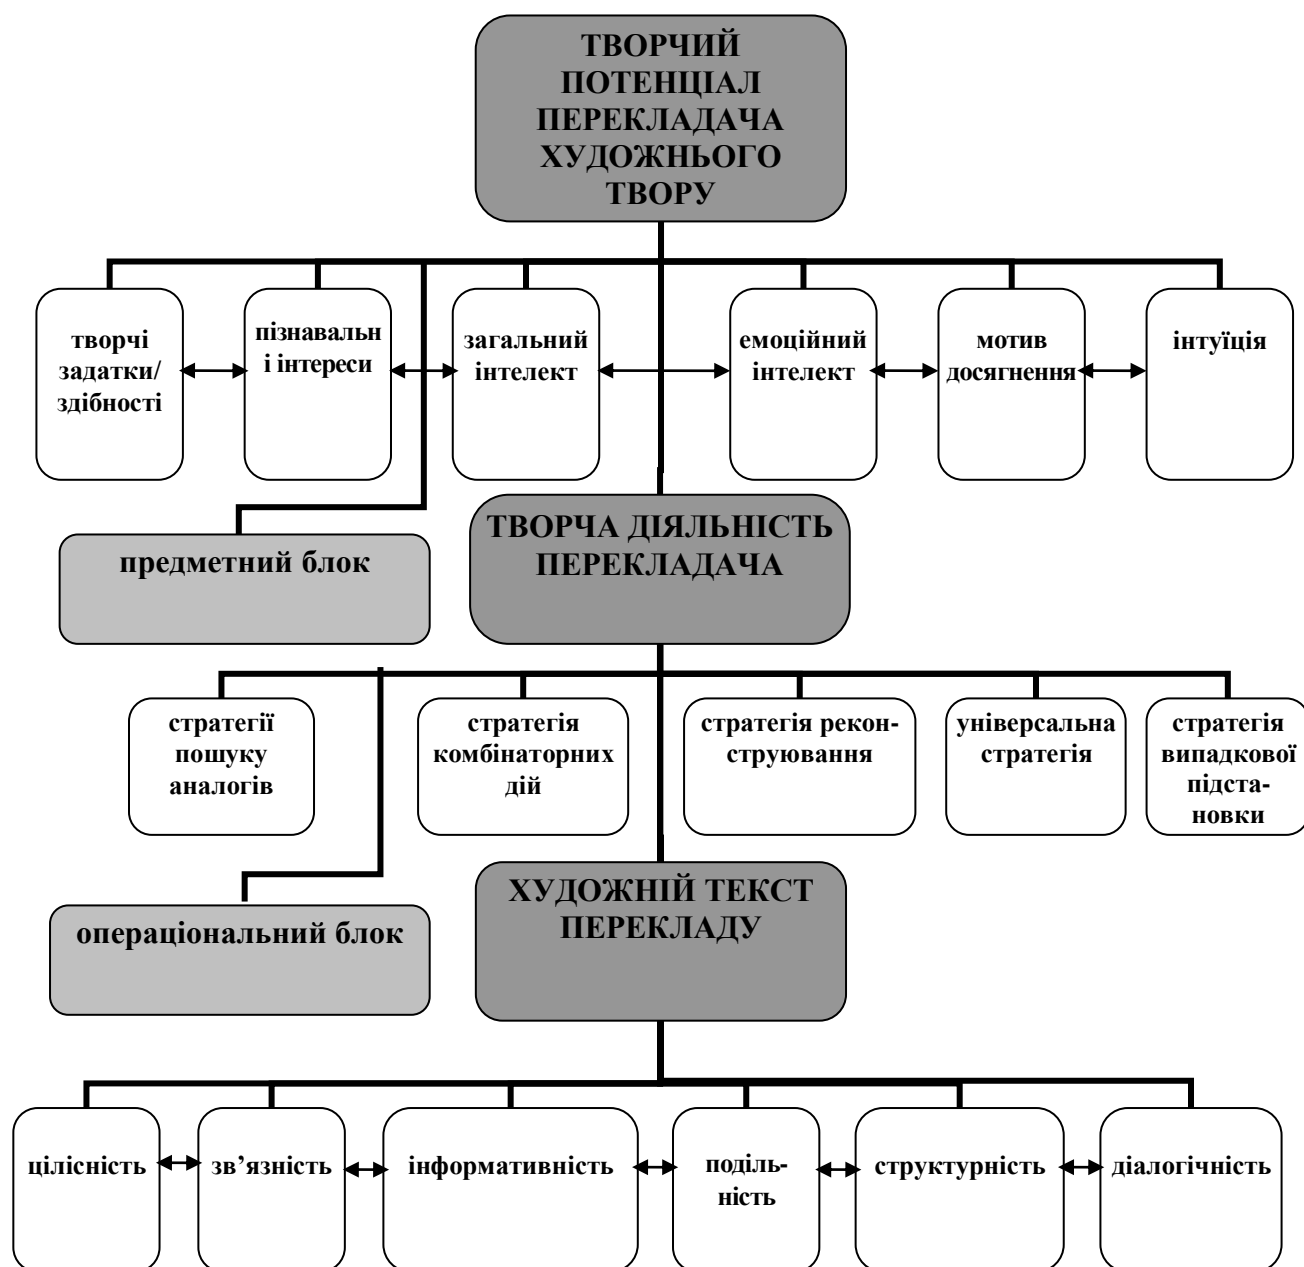 ТВОРЧИЙ
ПОТЕНЦІАЛ
ПЕРЕКЛАДАЧА
ХУДОЖНЬОГО
ТВОРУ
творчі
задатки/
здібності
пізнавальн
і інтереси
загальний
інтелект
емоційний
інтелект
мотив
досягнення
інтуїція
предметний блок
ТВОРЧА ДІЯЛЬНІСТЬ
ПЕРЕКЛАДАЧА
стратегії
пошуку
аналогів
стратегія
комбінаторних
дій
стратегія рекон-
струювання
універсальна
стратегія
стратегія
випадкової
підста-
новки
операціональний блок
ХУДОЖНІЙ ТЕКСТ
ПЕРЕКЛАДУ
цілісність
зв’язність
інформативність
поділь-
ність
структурність
діалогічність